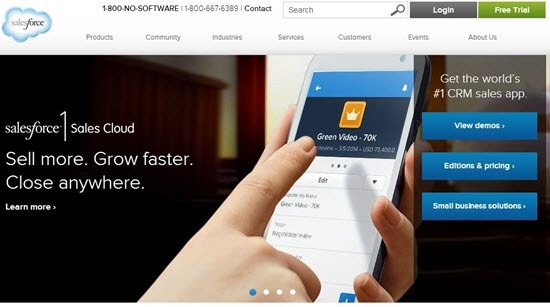 salesforce
1-800-NO-SOFTWARE | 1-800-667-6389 | Contact
Search
Login
Free Trial
Products
Community
Industries
Services
Customers
Events
About Us
salesforce1 Sales Cloud
Sell more. Grow faster.
Close anywhere.
Learn more ›
Green Video - 70K
3/5/2014 • USD 73,400.0
Edit
Green Video - 70K
Stage
Get the world's
#1 CRM sales app.
View demos ›
Editions & pricing ›
Small business solutions ›